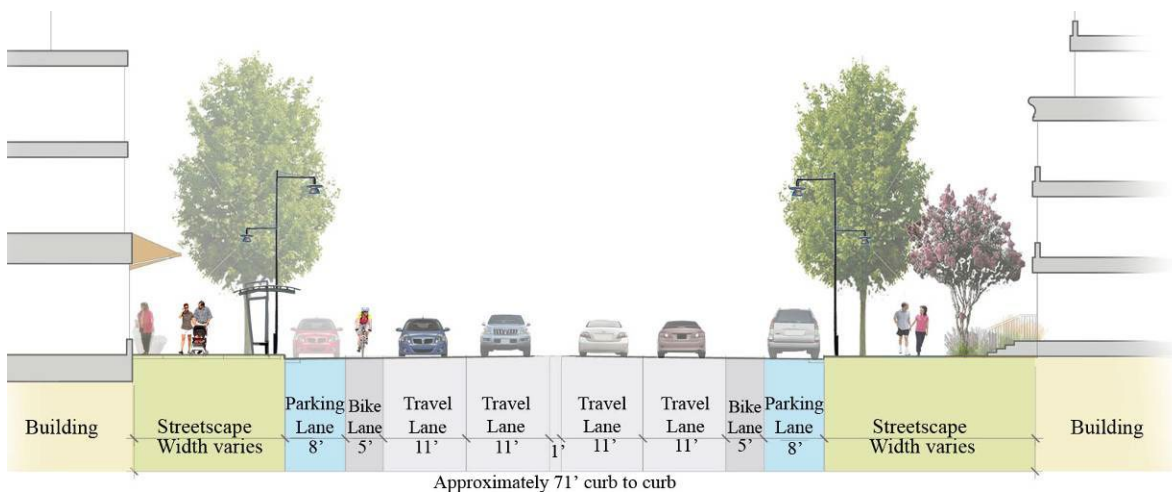 Building
Streetscape
Width varies
Parking
Lane
8’
Bike
Lane
5’
Travel
Lane
11’
Travel
Lane
11’
1’
Travel
Lane
11’
Travel
Lane
11’
Bike
Lane
5’
Parking
Lane
8’
Streetscape
Width varies
Building
Approximately 71’ curb to curb